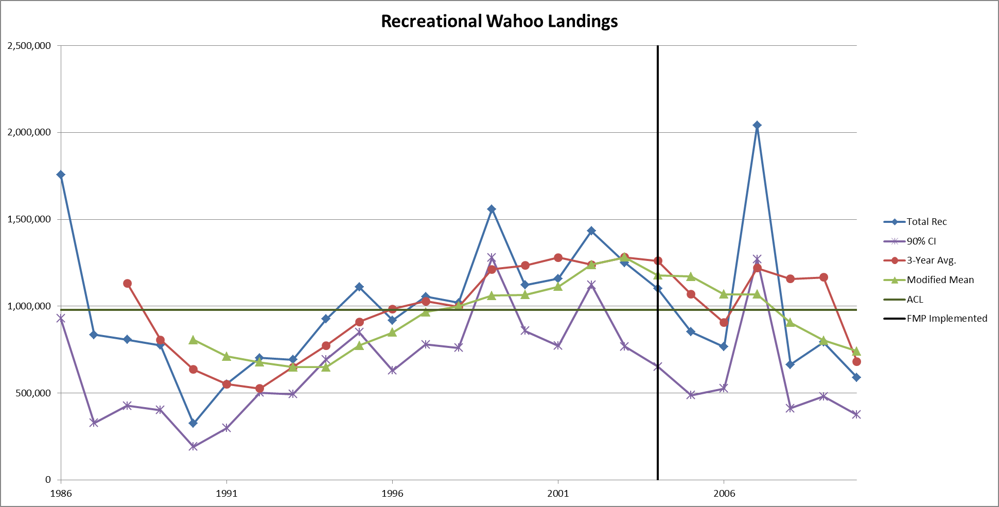 Recreational Wahoo Landings
2,500,000
2,000,000
1,500,000
1,000,000
500,000
0
1986 1991 1996 2001 2006
Total Rec
90% CI
3-Year Avg.
Modified Mean
ACL
FMP Implemented